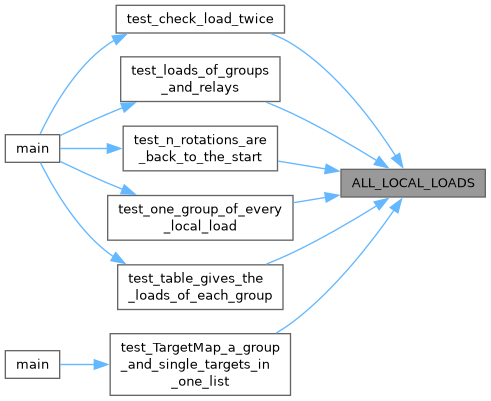 test_check_load_twice
test_loads_of_groups
_and_relays
main
test_n_rotations_are
_back_to_the_start
ALL_LOCAL_LOADS
test_one_group_of_every
_local_load
test_table_gives_the
_loads_of_each_group
main
test_TargetMap_a_group
_and_single_targets_in
_one_list